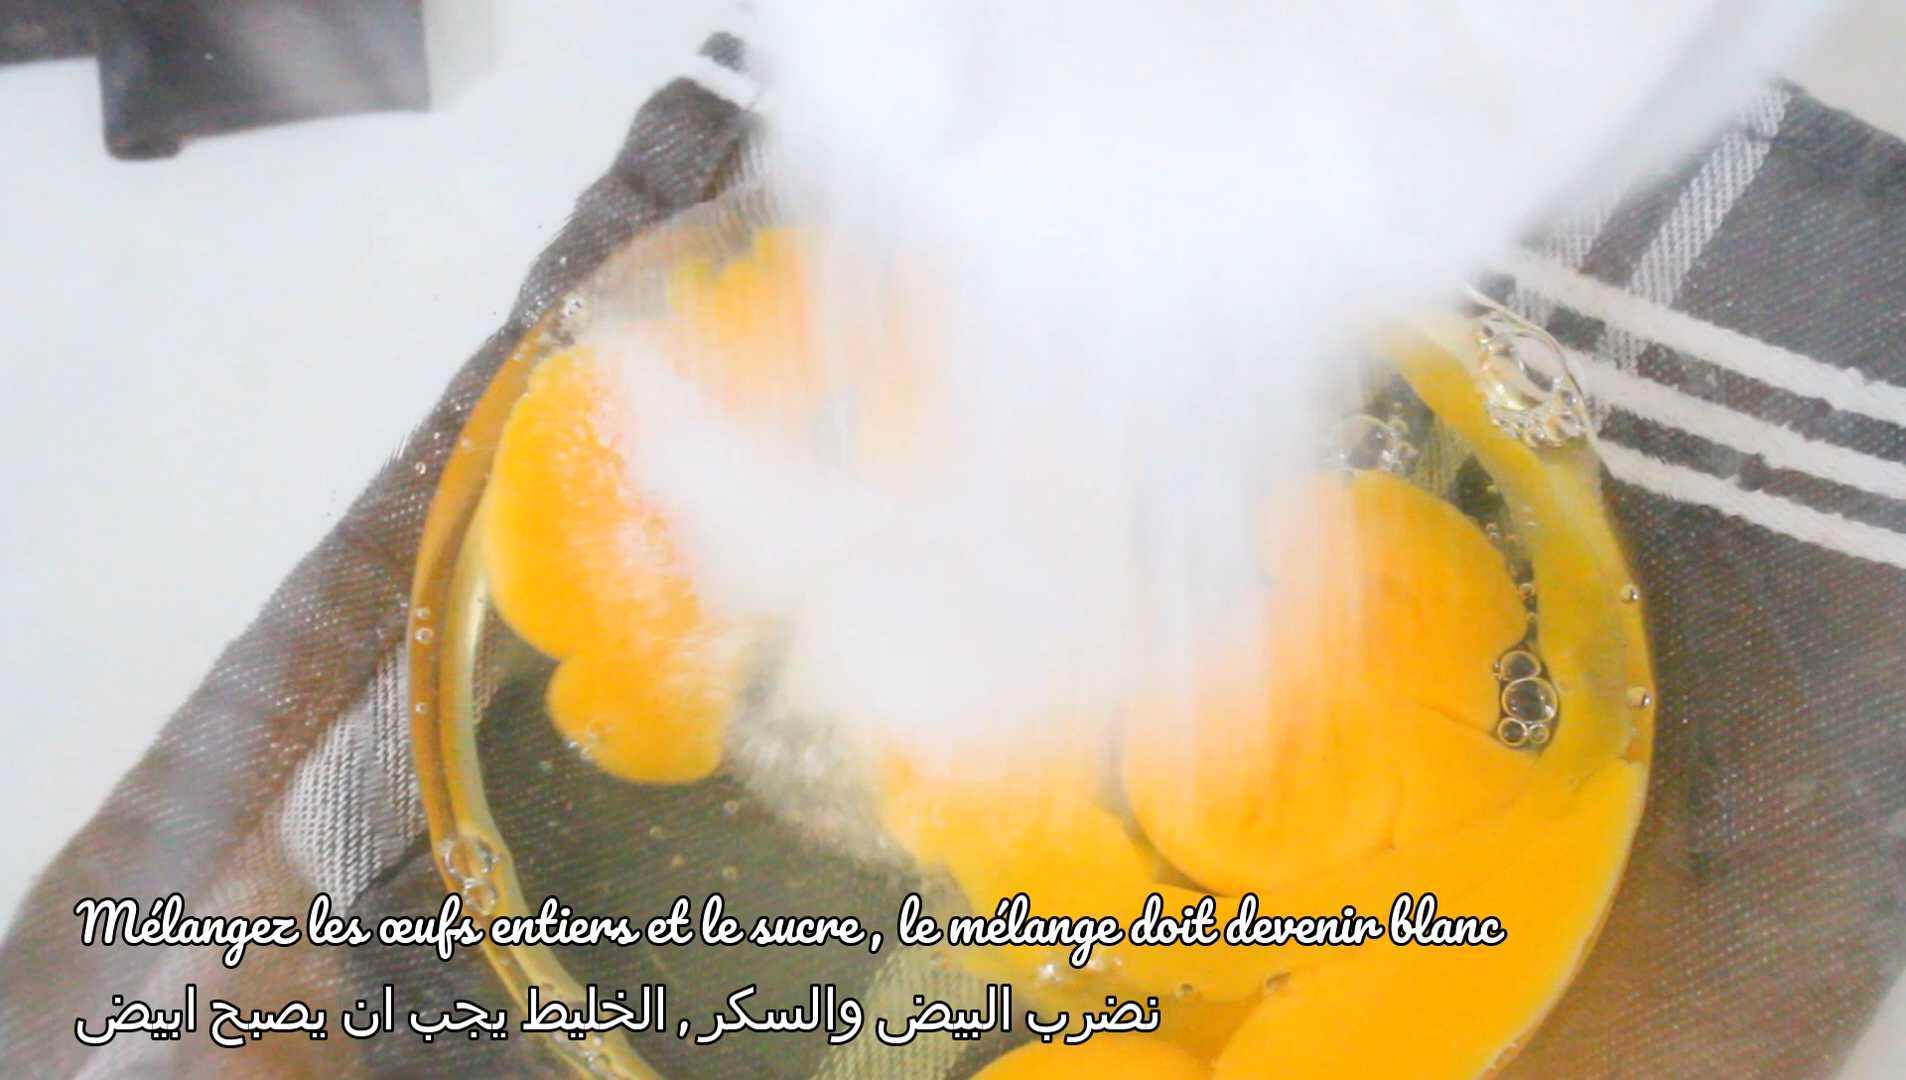 Mélangez les œufs entiers et le sucre, le mélange doit devenir blanc
نضرب البيض والسكر, الخليط يجب ان يصبح ابيض